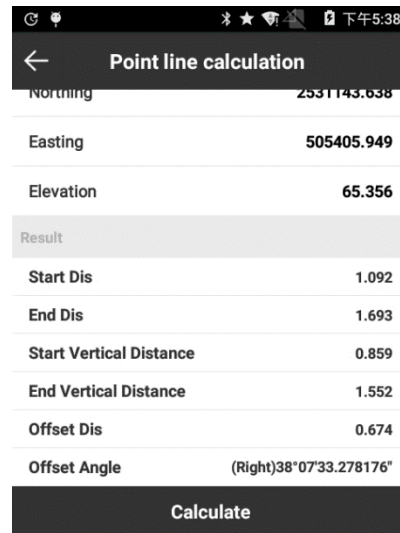 下午5:38
Point line calculation
Northing 2531143.638
Easting 505405.949
Elevation 65.356
Result
Start Dis 1.092
End Dis 1.693
Start Vertical Distance 0.859
End Vertical Distance 1.552
Offset Dis 0.674
Offset Angle (Right)38°07'33.278176"
Calculate